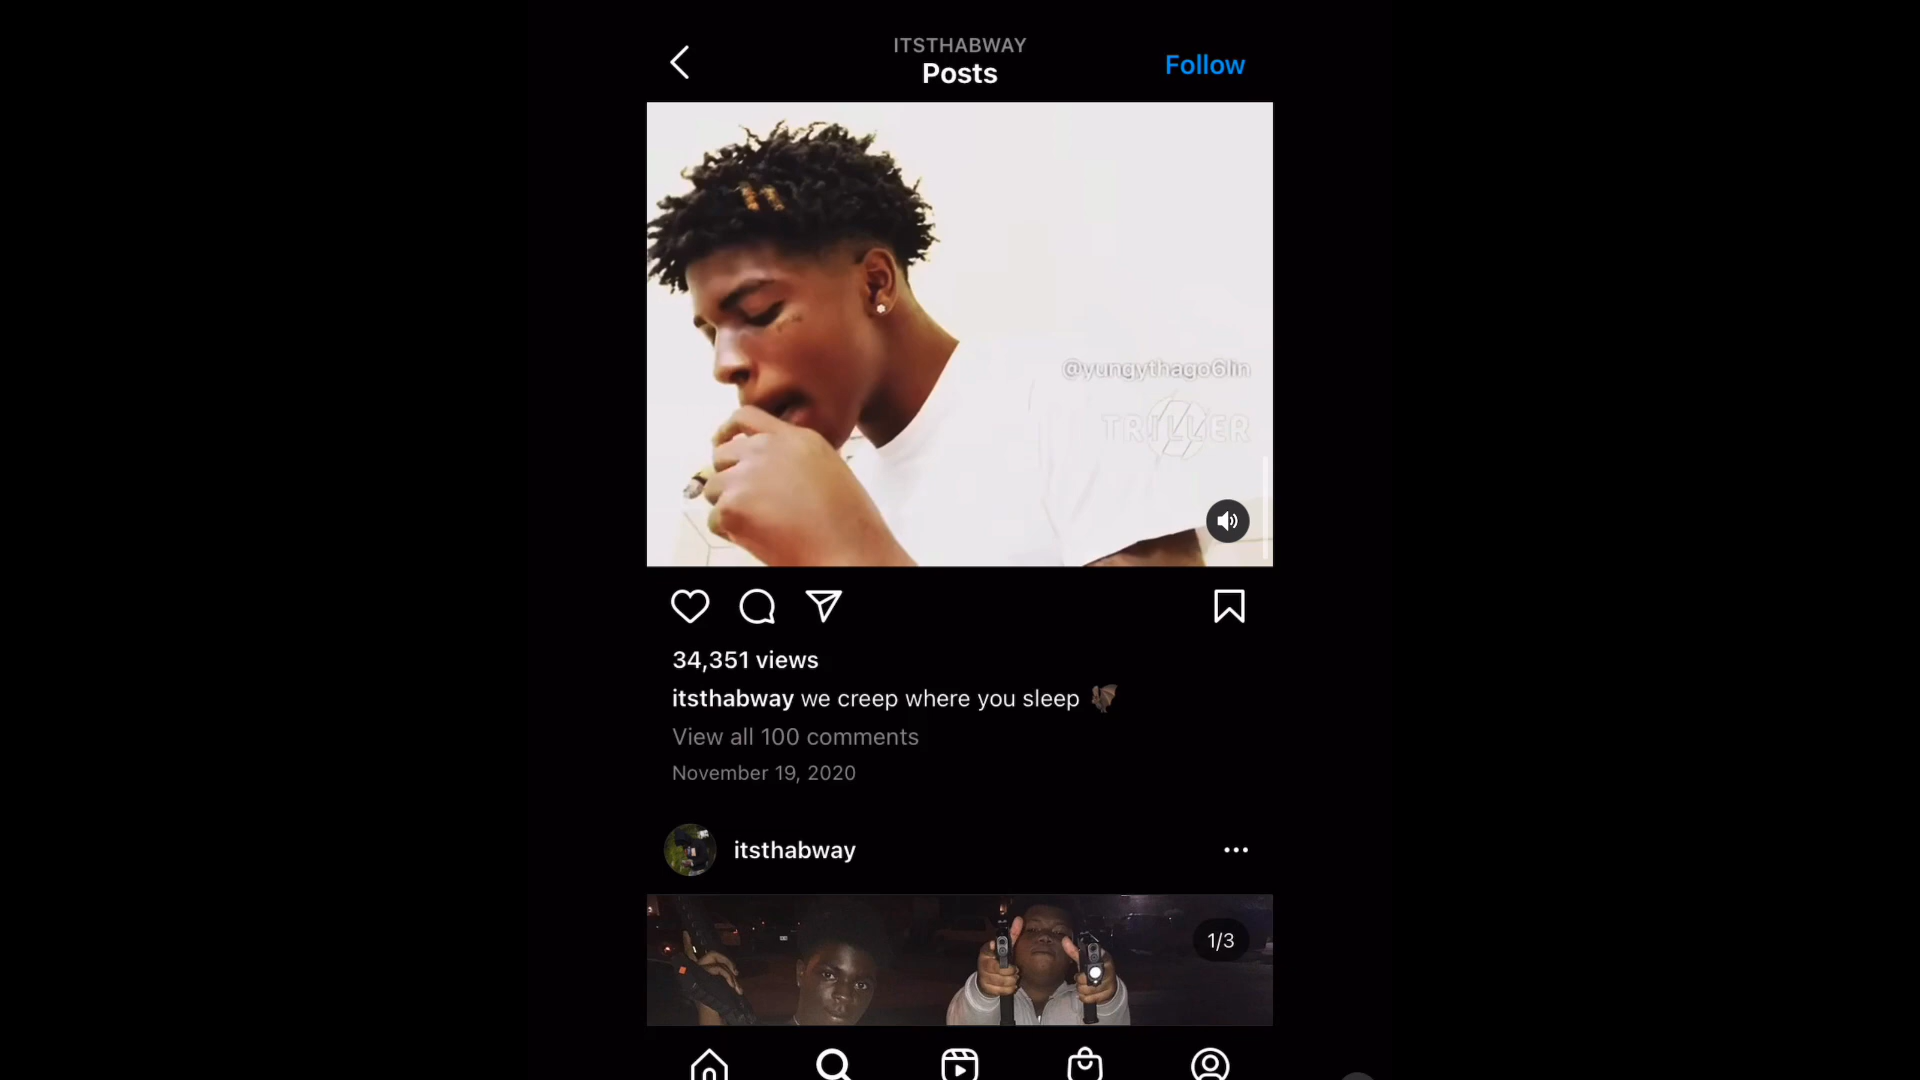 ITSTHABWAY
Posts
Follow
@yungythago6lin
TRILLER
34,351 views
itsthabway we creep where you sleep 🦇
View all 100 comments
November 19, 2020
itsthabway
1/3